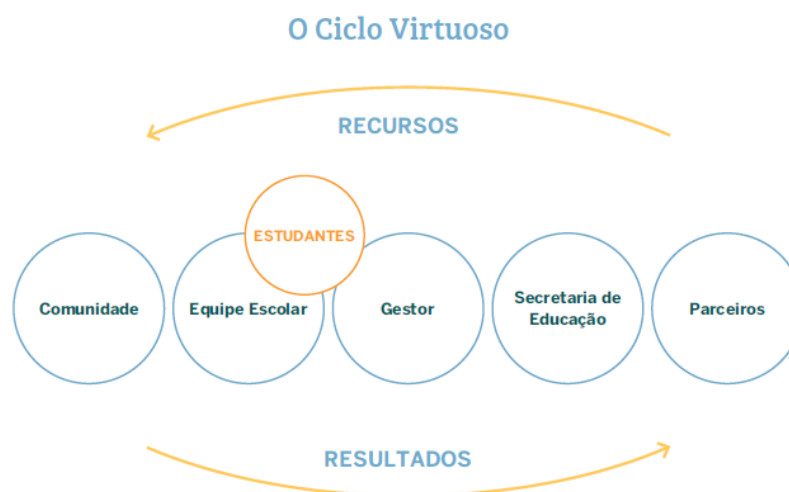 O Ciclo Virtuoso
RECURSOS
ESTUDANTES
Comunidade
Equipe Escolar
Gestor
Secretaria de
Educação
Parceiros
RESULTADOS